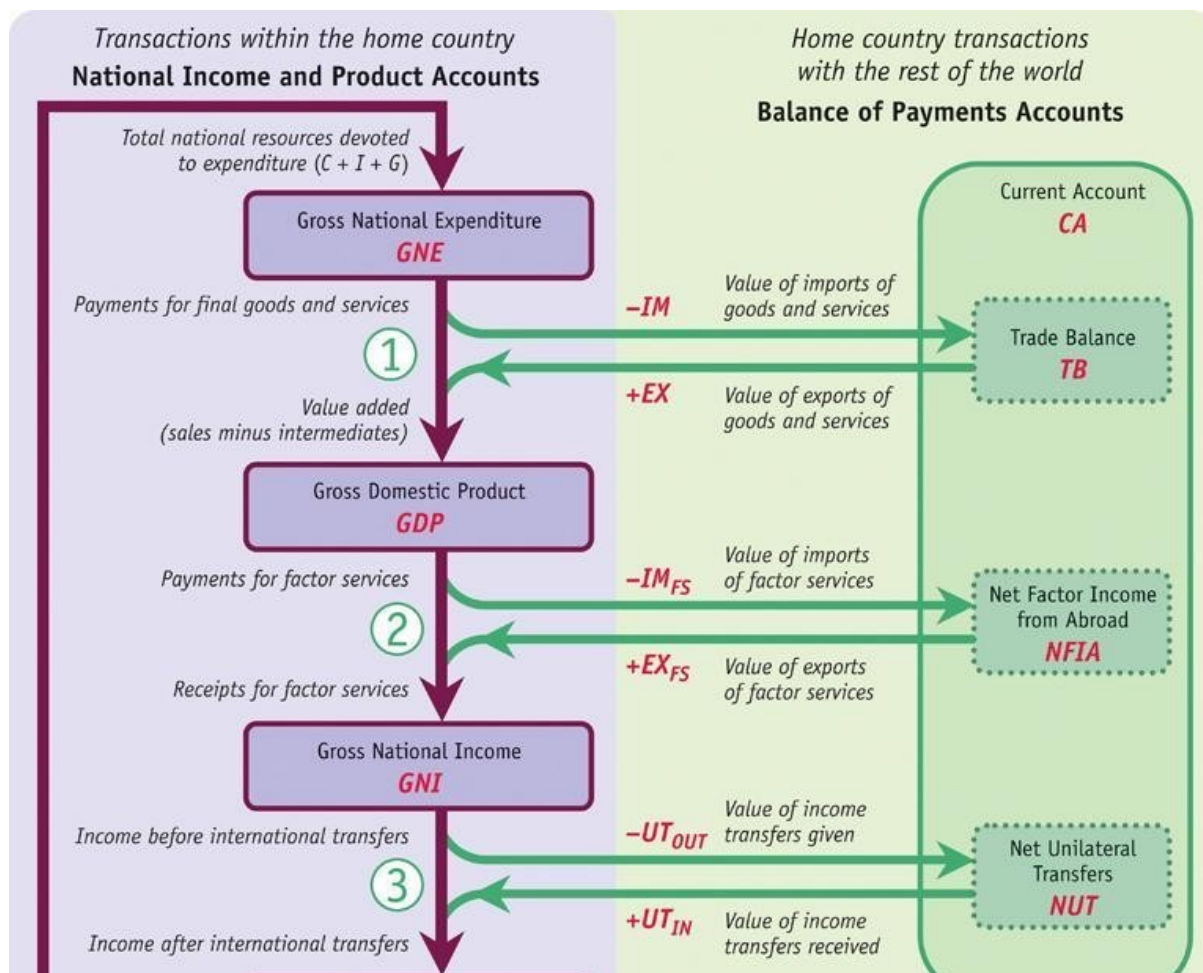 Transactions within the home country
National Income and Product Accounts
Home country transactions
with the rest of the world
Balance of Payments Accounts
Total national resources devoted
to expenditure (C + I + G)
Gross National Expenditure
GNE
Current Account
CA
Payments for final goods and services
–IM
Value of imports of
goods and services
1
Trade Balance
TB
+EX
Value of exports of
goods and services
Value added
(sales minus intermediates)
Gross Domestic Product
GDP
Payments for factor services
–IMFS
Value of imports
of factor services
2
Net Factor Income
from Abroad
NFIA
+EXFS
Value of exports
of factor services
Receipts for factor services
Gross National Income
GNI
Income before international transfers
–UTOUT
Value of income
transfers given
3
Net Unilateral
Transfers
NUT
+UTIN
Value of income
transfers received
Income after international transfers